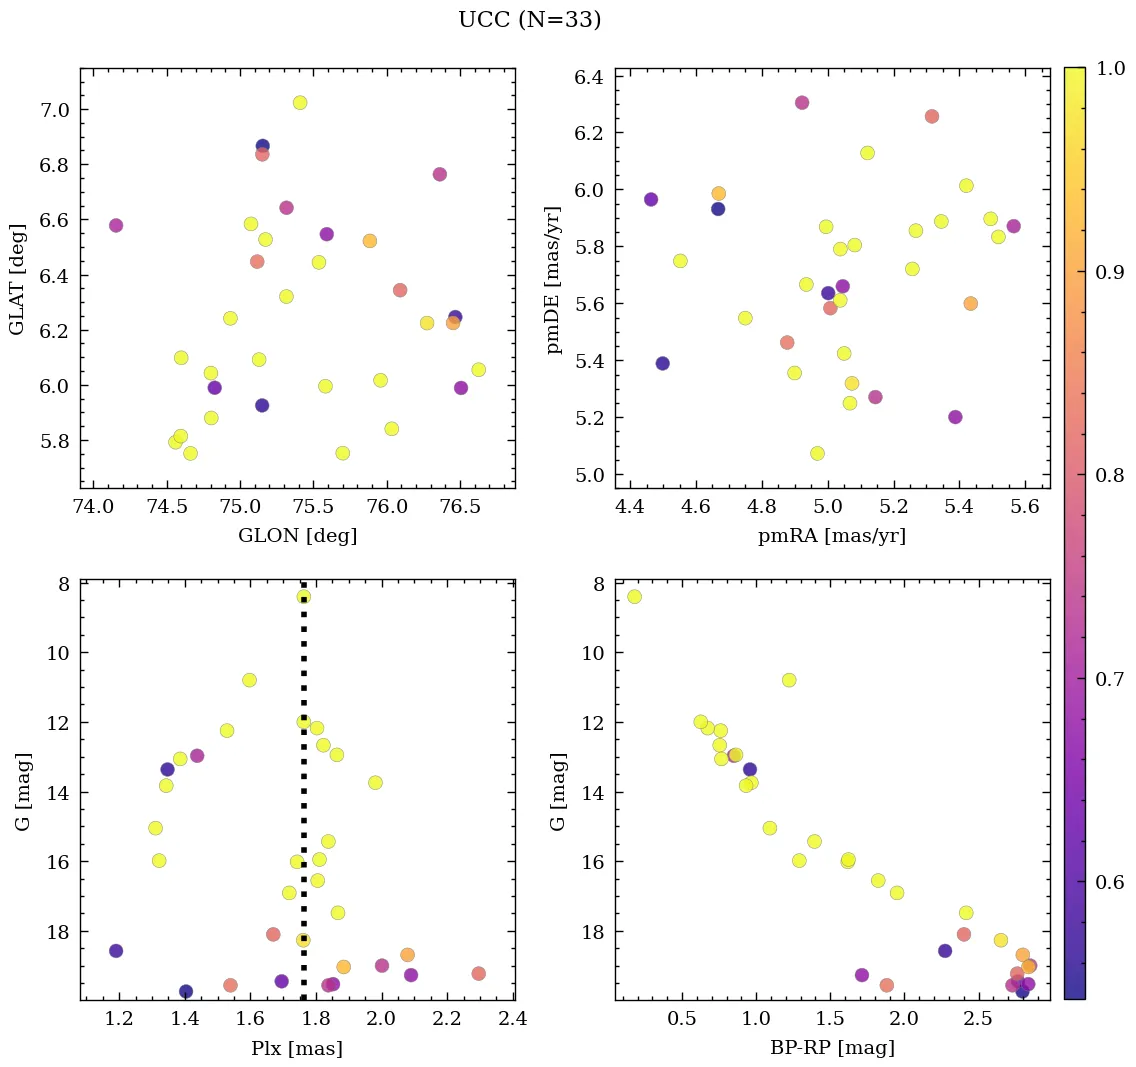 UCC (N=33)
7.0
6.8
6.6
6.4
6.2
6.0
5.8
GLAT [deg]
74.0 74.5 75.0 75.5 76.0 76.5
GLON [deg]
6.4
6.2
6.0
5.8
5.6
5.4
5.2
5.0
pmDE [mas/yr]
4.4 4.6 4.8 5.0 5.2 5.4 5.6
pmRA [mas/yr]
8
10
12
14
16
18
G [mag]
1.2 1.4 1.6 1.8 2.0 2.2 2.4
Plx [mas]
8
10
12
14
16
18
G [mag]
0.5 1.0 1.5 2.0 2.5
BP-RP [mag]
1.0
0.9
0.8
0.7
0.6